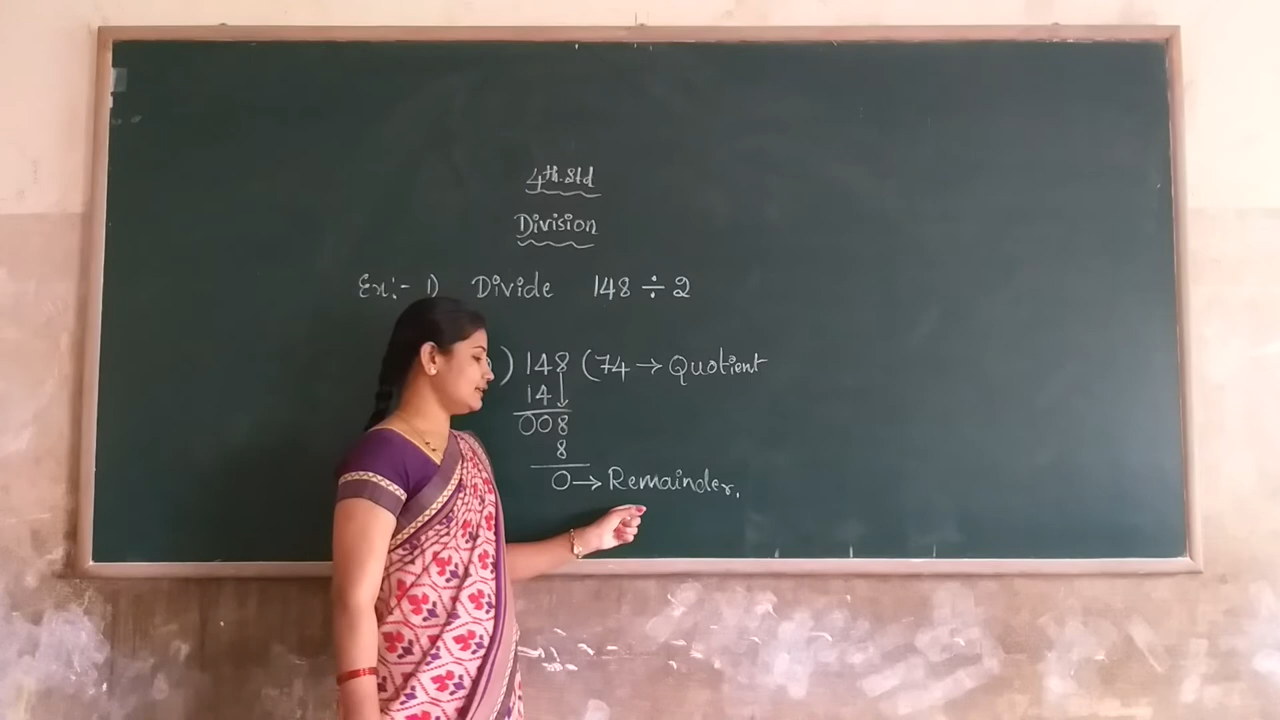 4th. Std
Division
Ex:- 1) Divide 148 ÷ 2
) 148 ( 74 → Quotient
14 ↓
008
8
0 → Remainder.